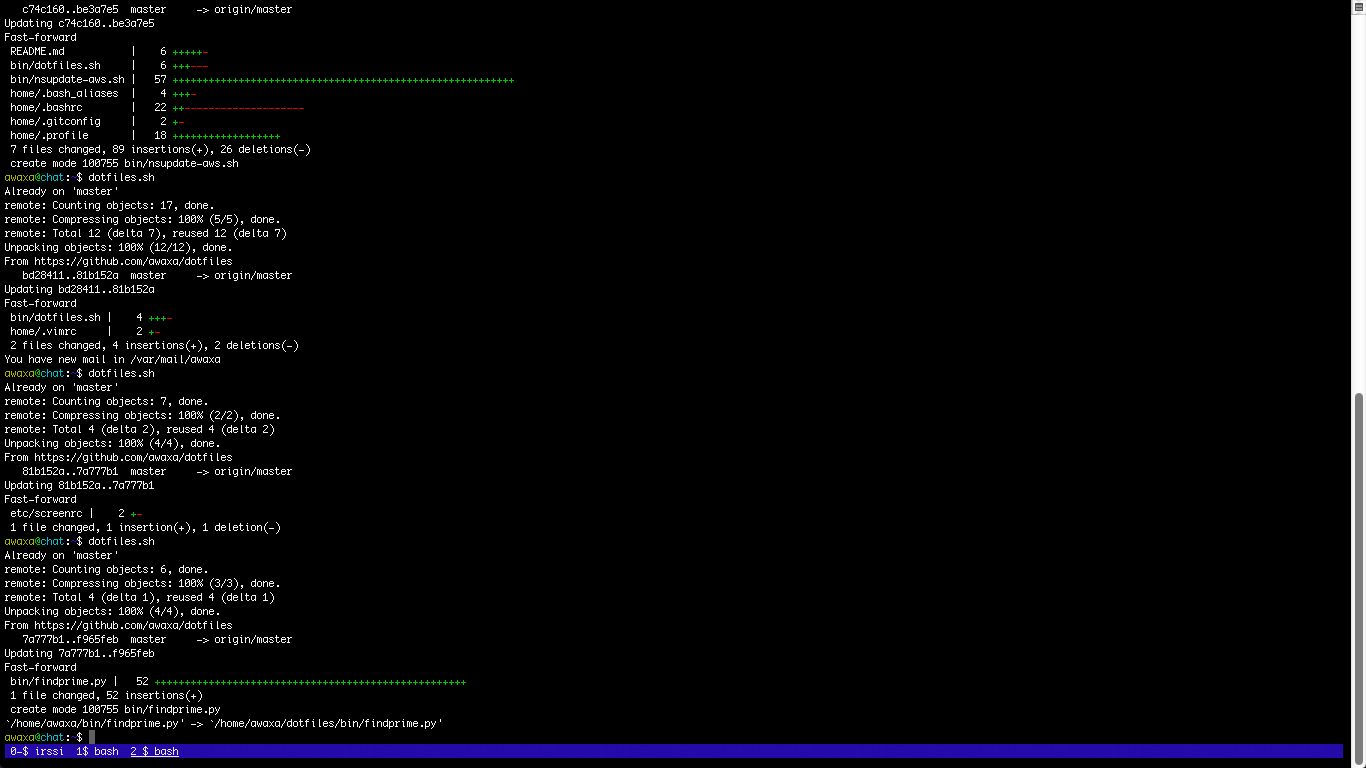 c74c160..be3a7e5  master     -> origin/master
Updating c74c160..be3a7e5
Fast-forward
 README.md           |    6 +++++-
 bin/dotfiles.sh     |    6 +++---
 bin/nsupdate-aws.sh |   57 +++++++++++++++++++++++++++++++++++++++++++++++++++++++++
 home/.bash_aliases  |    4 +++-
 home/.bashrc        |   22 ++--------------------
 home/.gitconfig     |    2 +-
 home/.profile       |   18 ++++++++++++++++++
 7 files changed, 89 insertions(+), 26 deletions(-)
 create mode 100755 bin/nsupdate-aws.sh
awaxa@chat:~$ dotfiles.sh
Already on 'master'
remote: Counting objects: 17, done.
remote: Compressing objects: 100% (5/5), done.
remote: Total 12 (delta 7), reused 12 (delta 7)
Unpacking objects: 100% (12/12), done.
From https://github.com/awaxa/dotfiles
   bd28411..81b152a  master     -> origin/master
Updating bd28411..81b152a
Fast-forward
 bin/dotfiles.sh |    4 +++-
 home/.vimrc     |    2 +-
 2 files changed, 4 insertions(+), 2 deletions(-)
You have new mail in /var/mail/awaxa
awaxa@chat:~$ dotfiles.sh
Already on 'master'
remote: Counting objects: 7, done.
remote: Compressing objects: 100% (2/2), done.
remote: Total 4 (delta 2), reused 4 (delta 2)
Unpacking objects: 100% (4/4), done.
From https://github.com/awaxa/dotfiles
   81b152a..7a777b1  master     -> origin/master
Updating 81b152a..7a777b1
Fast-forward
 etc/screenrc |    2 +-
 1 file changed, 1 insertion(+), 1 deletion(-)
awaxa@chat:~$ dotfiles.sh
Already on 'master'
remote: Counting objects: 6, done.
remote: Compressing objects: 100% (3/3), done.
remote: Total 4 (delta 1), reused 4 (delta 1)
Unpacking objects: 100% (4/4), done.
From https://github.com/awaxa/dotfiles
   7a777b1..f965feb  master     -> origin/master
Updating 7a777b1..f965feb
Fast-forward
 bin/findprime.py |   52 ++++++++++++++++++++++++++++++++++++++++++++++++++++
 1 file changed, 52 insertions(+)
 create mode 100755 bin/findprime.py
`/home/awaxa/bin/findprime.py' -> `/home/awaxa/dotfiles/bin/findprime.py'
awaxa@chat:~$
 0-$ irssi  1$ bash  2 $ bash